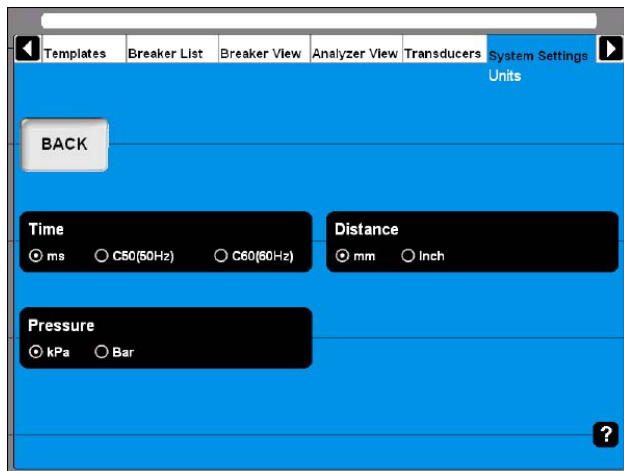 Templates Breaker List Breaker View Analyzer View Transducers System Settings
Units
BACK
Time
ms C50(50Hz) C60(60Hz)
Distance
mm Inch
Pressure
kPa Bar
?